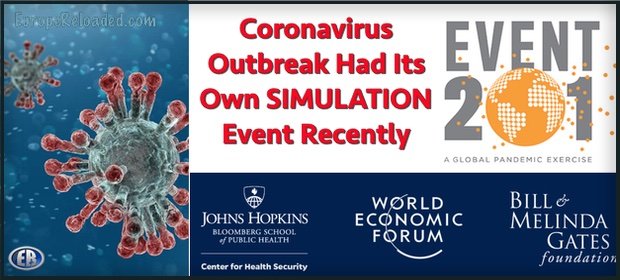 EuropeReloaded.com
Coronavirus
Outbreak Had Its
Own SIMULATION
Event Recently
EVENT
201
A GLOBAL PANDEMIC EXERCISE
JOHNS HOPKINS
BLOOMBERG SCHOOL
of PUBLIC HEALTH
Center for Health Security
WORLD
ECONOMIC
FORUM
BILL &
MELINDA
GATES
foundation
ER